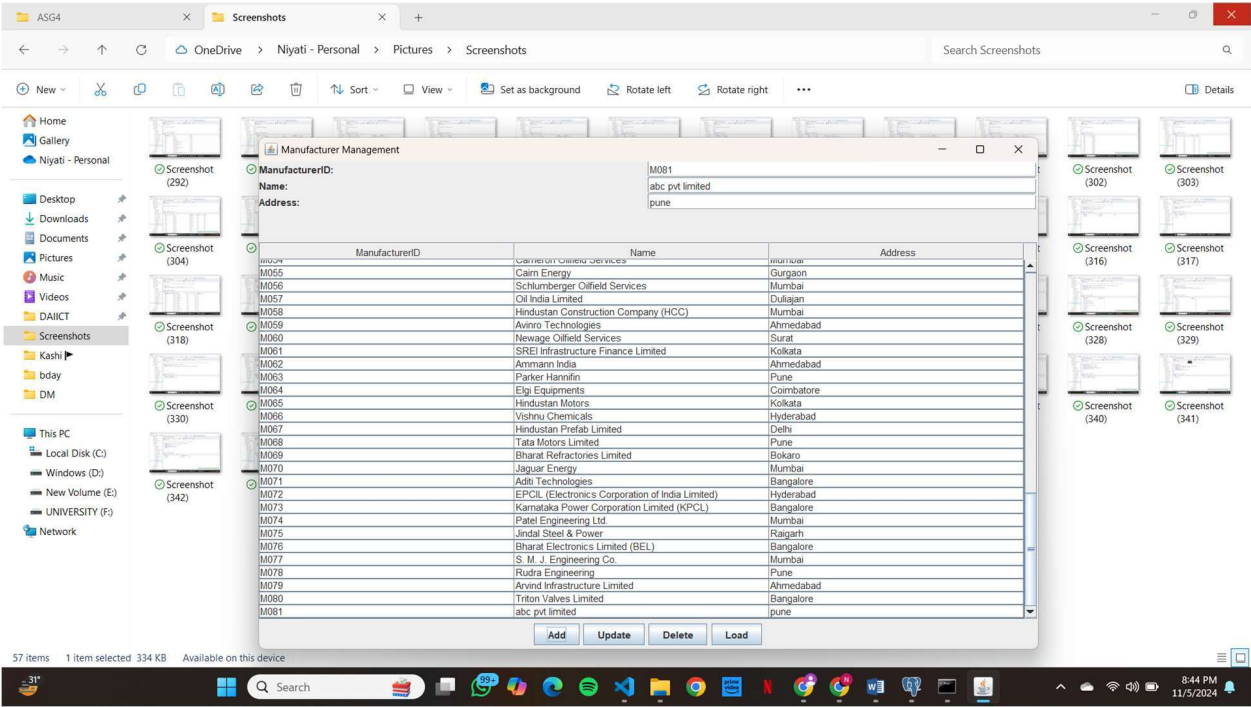 ASG4
Screenshots
OneDrive > Niyati - Personal > Pictures > Screenshots
Search Screenshots
New
Sort
View
Set as background
Rotate left
Rotate right
Details
Home
Gallery
Niyati - Personal
Desktop
Downloads
Documents
Pictures
Music
Videos
DAIICT
Screenshots
Kashi
bday
DM
This PC
Local Disk (C:)
Windows (D:)
New Volume (E:)
UNIVERSITY (F:)
Network
Screenshot (292)
Screenshot (302)
Screenshot (303)
Screenshot (304)
Screenshot (316)
Screenshot (317)
Screenshot (318)
Screenshot (328)
Screenshot (329)
Screenshot (330)
Screenshot (340)
Screenshot (341)
Screenshot (342)
Manufacturer Management
ManufacturerID: M081
Name: abc pvt limited
Address: pune
ManufacturerID Name Address
M054 Cameron Oilfield Services Mumbai
M055 Cairn Energy Gurgaon
M056 Schlumberger Oilfield Services Mumbai
M057 Oil India Limited Duliajan
M058 Hindustan Construction Company (HCC) Mumbai
M059 Avinro Technologies Ahmedabad
M060 Newage Oilfield Services Surat
M061 SREI Infrastructure Finance Limited Kolkata
M062 Ammann India Ahmedabad
M063 Parker Hannifin Pune
M064 Elgi Equipments Coimbatore
M065 Hindustan Motors Kolkata
M066 Vishnu Chemicals Hyderabad
M067 Hindustan Prefab Limited Delhi
M068 Tata Motors Limited Pune
M069 Bharat Refractories Limited Bokaro
M070 Jaguar Energy Mumbai
M071 Aditi Technologies Bangalore
M072 EPCIL (Electronics Corporation of India Limited) Hyderabad
M073 Karnataka Power Corporation Limited (KPCL) Bangalore
M074 Patel Engineering Ltd. Mumbai
M075 Jindal Steel & Power Raigarh
M076 Bharat Electronics Limited (BEL) Bangalore
M077 S. M. J. Engineering Co. Mumbai
M078 Rudra Engineering Pune
M079 Arvind Infrastructure Limited Ahmedabad
M080 Triton Valves Limited Bangalore
M081 abc pvt limited pune
Add Update Delete Load
57 items 1 item selected 334 KB Available on this device
31°
Search
99+
prime video
8:44 PM
11/5/2024